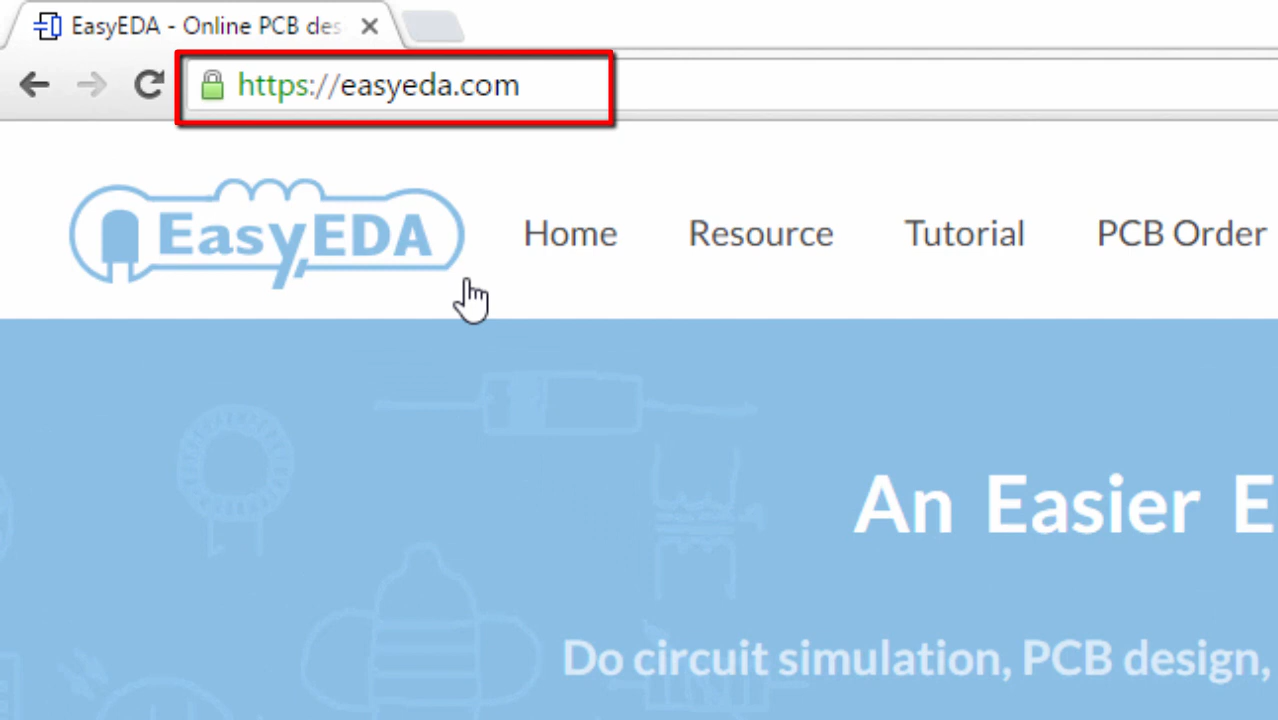 EasyEDA - Online PCB des
https://easyeda.com
EasyEDA
Home Resource Tutorial PCB Order
An Easier E
Do circuit simulation, PCB design,